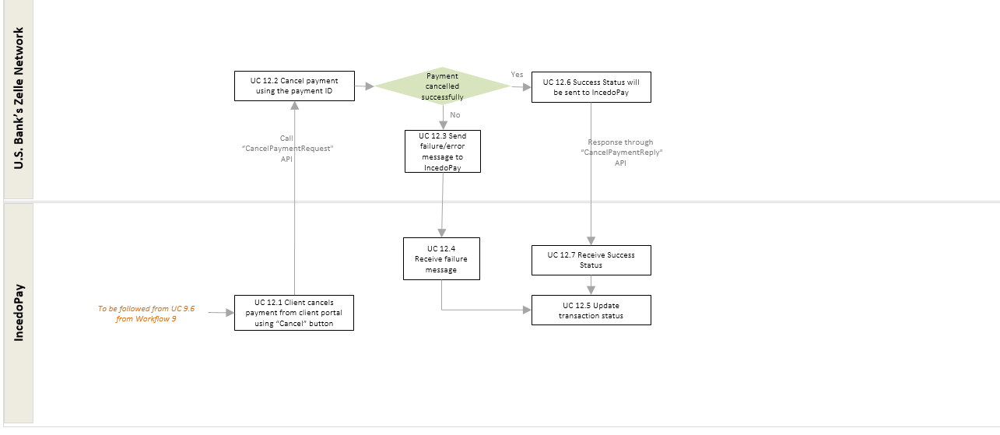 U.S. Bank's Zelle Network
UC 12.2 Cancel payment
using the payment ID
Payment
cancelled
successfully
Yes
UC 12.6 Success Status will
be sent to IncedoPay
No
UC 12.3 Send
failure/error
message to
IncedoPay
Call
“CancelPaymentRequest”
API
Response through
“CancelPaymentReply”
API
IncedoPay
UC 12.4
Receive failure
message
UC 12.7 Receive Success
Status
To be followed from UC 9.6
from Workflow 9
UC 12.1 Client cancels
payment from client portal
using “Cancel” button
UC 12.5 Update
transaction status